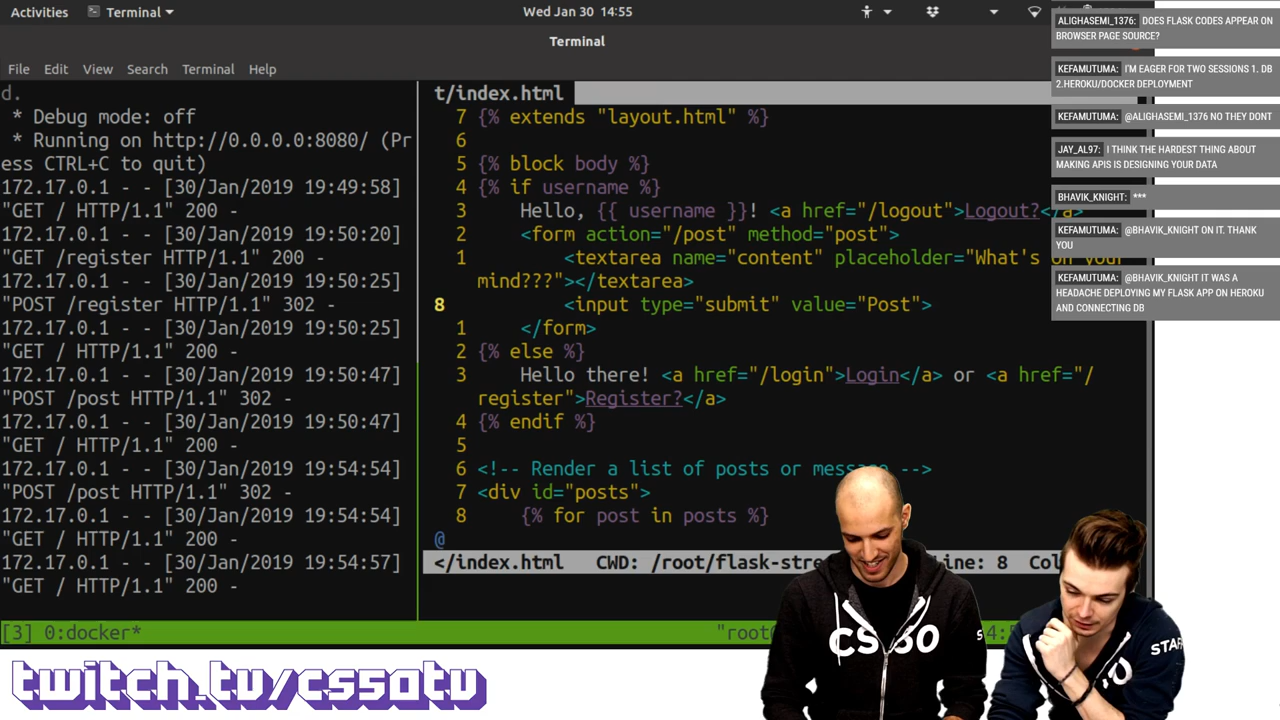 Activities
Terminal
Wed Jan 30 14:55
Terminal
File Edit View Search Terminal Help
d.
* Debug mode: off
* Running on http://0.0.0.0:8080/ (Pr
ess CTRL+C to quit)
172.17.0.1 - - [30/Jan/2019 19:49:58]
"GET / HTTP/1.1" 200 -
172.17.0.1 - - [30/Jan/2019 19:50:20]
"GET /register HTTP/1.1" 200 -
172.17.0.1 - - [30/Jan/2019 19:50:25]
"POST /register HTTP/1.1" 302 -
172.17.0.1 - - [30/Jan/2019 19:50:25]
"GET / HTTP/1.1" 200 -
172.17.0.1 - - [30/Jan/2019 19:50:47]
"POST /post HTTP/1.1" 302 -
172.17.0.1 - - [30/Jan/2019 19:50:47]
"GET / HTTP/1.1" 200 -
172.17.0.1 - - [30/Jan/2019 19:54:54]
"POST /post HTTP/1.1" 302 -
172.17.0.1 - - [30/Jan/2019 19:54:54]
"GET / HTTP/1.1" 200 -
172.17.0.1 - - [30/Jan/2019 19:54:57]
"GET / HTTP/1.1" 200 -
t/index.html
7 {% extends "layout.html" %}
6
5 {% block body %}
4 {% if username %}
3 Hello, {{ username }}! <a href="/logout">Logout?</a>
2 <form action="/post" method="post">
1 <textarea name="content" placeholder="What's on your
mind???"></textarea>
8 <input type="submit" value="Post">
1 </form>
2 {% else %}
3 Hello there! <a href="/login">Login</a> or <a href="/
register">Register?</a>
4 {% endif %}
5
6 <!-- Render a list of posts or message -->
7 <div id="posts">
8 {% for post in posts %}
@
</index.html CWD: /root/flask-stre Line: 8 Col
[3] 0:docker* "root@
ALIGHASEMI_1376: DOES FLASK CODES APPEAR ON
BROWSER PAGE SOURCE?
KEFAMUTUMA: I'M EAGER FOR TWO SESSIONS 1. DB
2.HEROKU/DOCKER DEPLOYMENT
KEFAMUTUMA: @ALIGHASEMI_1376 NO THEY DONT
JAY_AL97: I THINK THE HARDEST THING ABOUT
MAKING APIS IS DESIGNING YOUR DATA
BHAVIK_KNIGHT: ***
KEFAMUTUMA: @BHAVIK_KNIGHT ON IT. THANK
YOU
KEFAMUTUMA: @BHAVIK_KNIGHT IT WAS A
HEADACHE DEPLOYING MY FLASK APP ON HEROKU
AND CONNECTING DB
CS50
twitch.tv/cs50tv